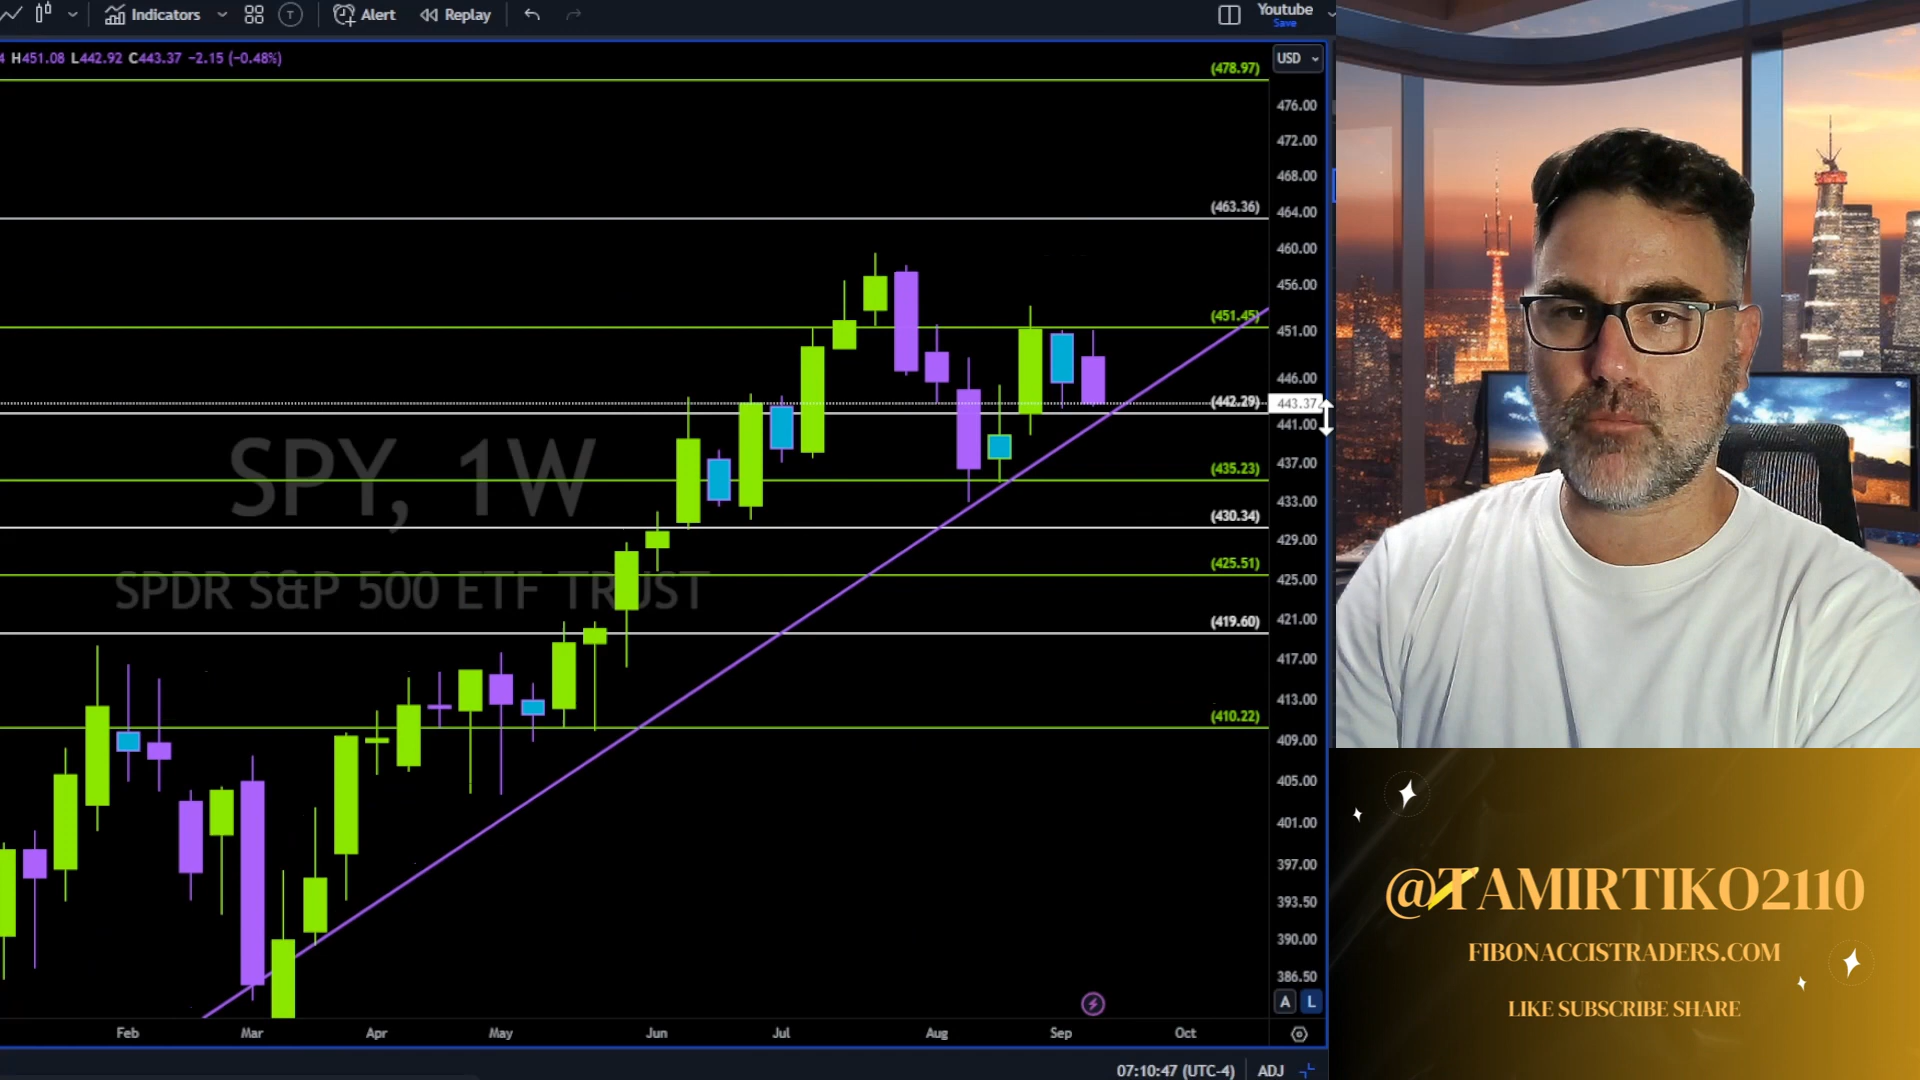 Indicators
T
Alert
Replay
Youtube
Save
4 H451.08 L442.92 C443.37 −2.15 (−0.48%)
USD
(478.97)
476.00
472.00
468.00
(463.36)
464.00
460.00
456.00
(451.45)
451.00
446.00
(442.29)
443.37
441.00
SPY, 1W
(435.23)
437.00
433.00
(430.34)
429.00
SPDR S&P 500 ETF TRUST
(425.51)
425.00
(419.60)
421.00
417.00
413.00
(410.22)
409.00
405.00
401.00
397.00
393.50
390.00
386.50
A L
Feb Mar Apr May Jun Jul Aug Sep Oct
07:10:47 (UTC-4) ADJ
@TAMIRTIKO2110
FIBONACCISTRADERS.COM
LIKE SUBSCRIBE SHARE